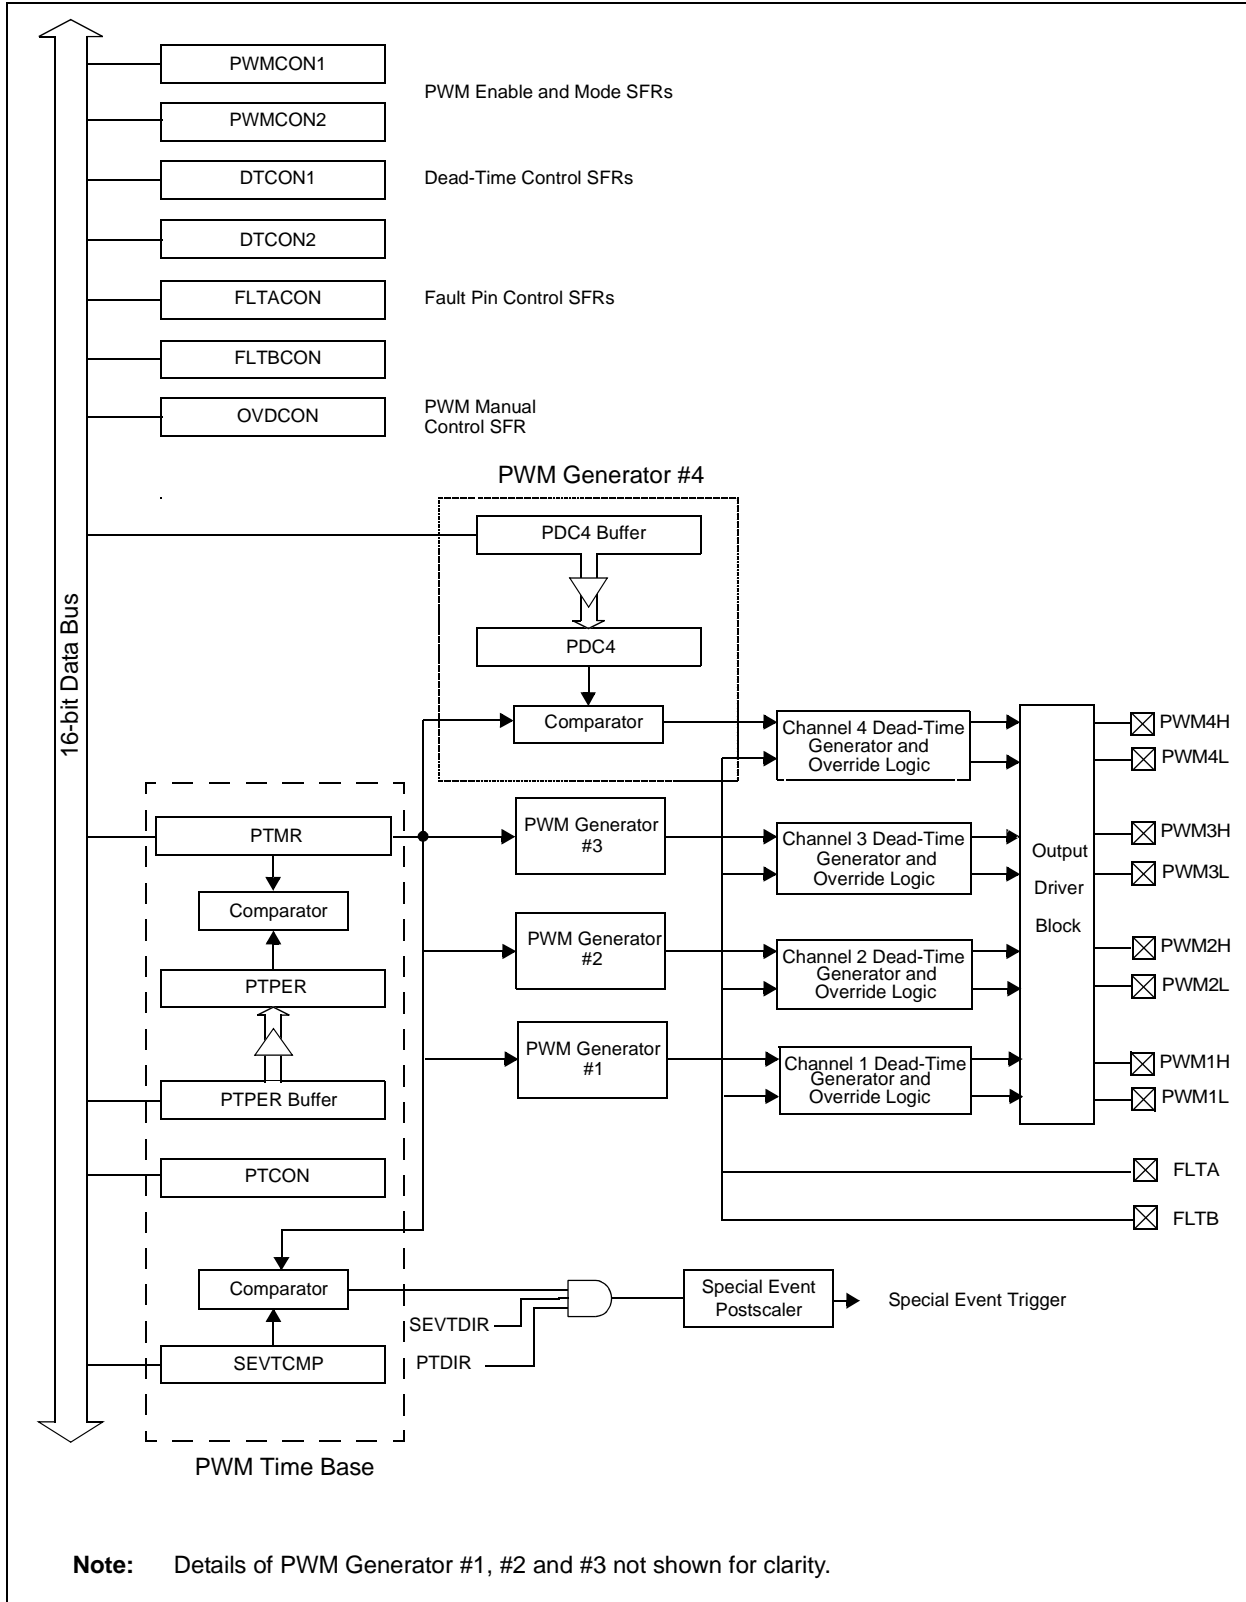 PWMCON1
PWM Enable and Mode SFRs
PWMCON2
DTCON1
Dead-Time Control SFRs
DTCON2
FLTACON
Fault Pin Control SFRs
FLTBCON
OVDCON
PWM Manual
Control SFR
PWM Generator #4
PDC4 Buffer
PDC4
Comparator
16-bit Data Bus
Channel 4 Dead-Time
Generator and
Override Logic
PWM4H
PWM4L
PTMR
PWM Generator
#3
Channel 3 Dead-Time
Generator and
Override Logic
Output
Driver
Block
PWM3H
PWM3L
Comparator
PTPER
PWM Generator
#2
Channel 2 Dead-Time
Generator and
Override Logic
PWM2H
PWM2L
PTPER Buffer
PWM Generator
#1
Channel 1 Dead-Time
Generator and
Override Logic
PWM1H
PWM1L
PTCON
FLTA
FLTB
Comparator
SEVTDIR
PTDIR
Special Event
Postscaler
Special Event Trigger
SEVTCMP
PWM Time Base
Note: Details of PWM Generator #1, #2 and #3 not shown for clarity.